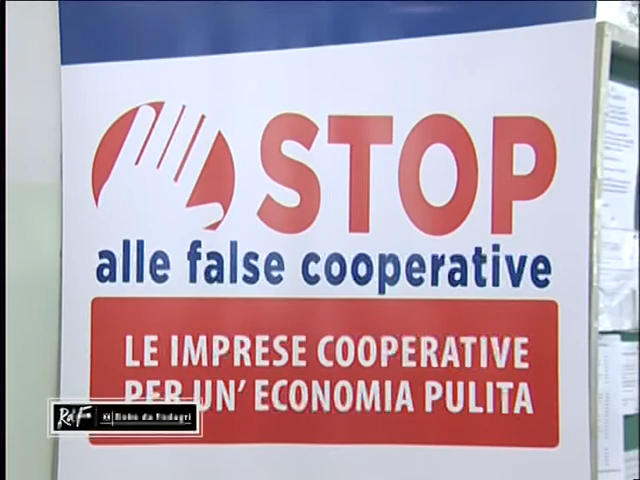 STOP
alle false cooperative
LE IMPRESE COOPERATIVE
PER UN' ECONOMIA PULITA